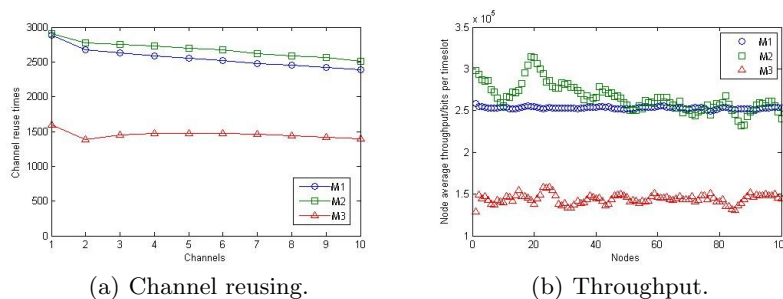 3000
2500
2000
1500
1000
500
0
Channel reuse times
1 2 3 4 5 6 7 8 9 10
Channels
M1
M2
M3
(a) Channel reusing.
x 10^5
3.5
3
2.5
2
1.5
1
Node average throughput/bits per timeslot
0 20 40 60 80 100
Nodes
M1
M2
M3
(b) Throughput.